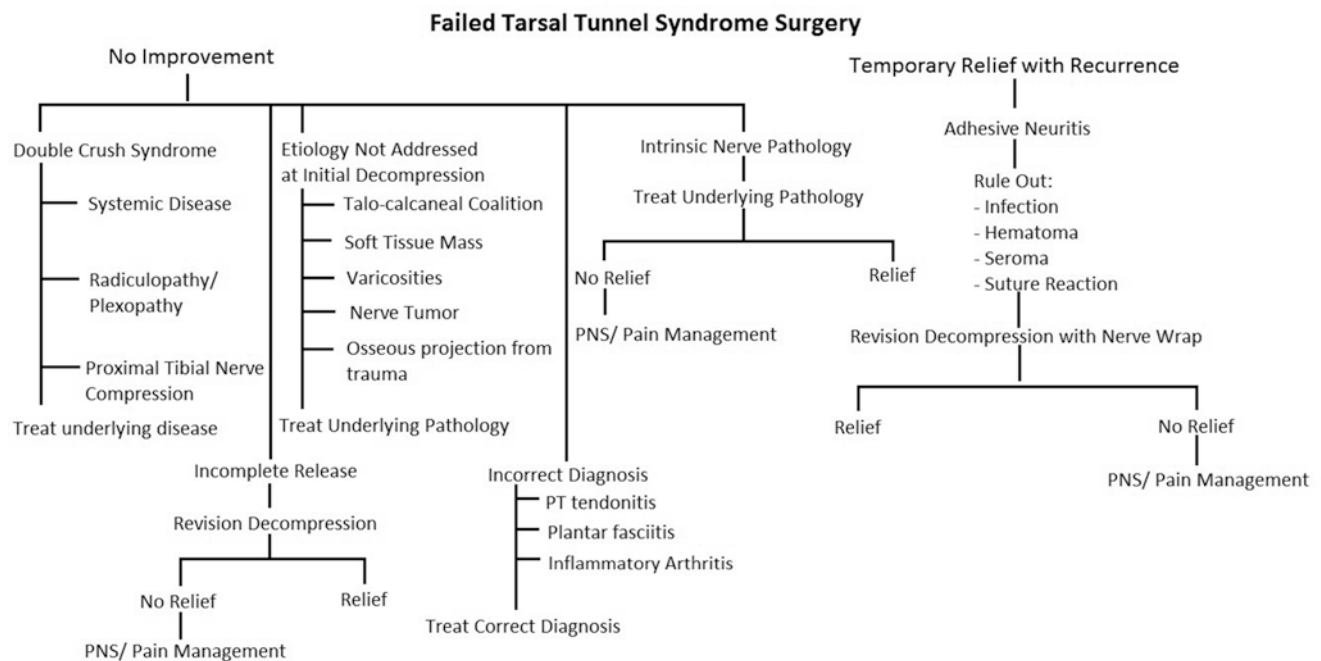 Failed Tarsal Tunnel Syndrome Surgery
No Improvement
Double Crush Syndrome
Systemic Disease
Radiculopathy/
Plexopathy
Proximal Tibial Nerve
Compression
Treat underlying disease
Incomplete Release
Revision Decompression
No Relief
Relief
PNS/ Pain Management
Etiology Not Addressed
at Initial Decompression
Talo-calcaneal Coalition
Soft Tissue Mass
Varicosities
Nerve Tumor
Osseous projection from
trauma
Treat Underlying Pathology
Incorrect Diagnosis
PT tendonitis
Plantar fasciitis
Inflammatory Arthritis
Treat Correct Diagnosis
Intrinsic Nerve Pathology
Treat Underlying Pathology
No Relief
Relief
PNS/ Pain Management
Temporary Relief with Recurrence
Adhesive Neuritis
Rule Out:
- Infection
- Hematoma
- Seroma
- Suture Reaction
Revision Decompression with Nerve Wrap
Relief
No Relief
PNS/ Pain Management